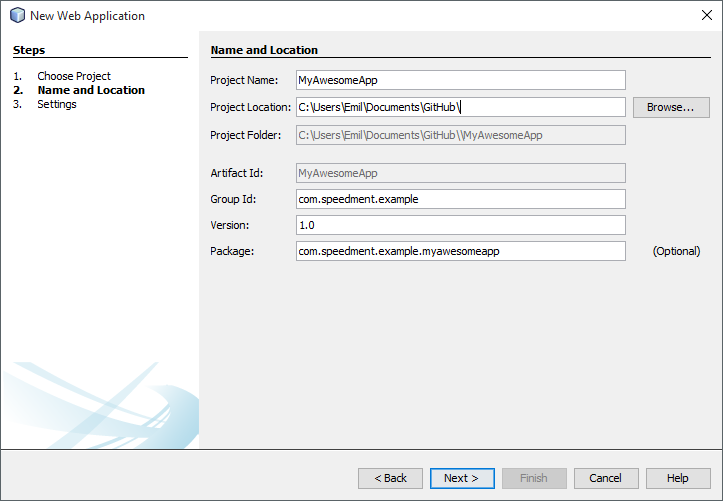 New Web Application
Steps
1. Choose Project
2. Name and Location
3. Settings
Name and Location
Project Name: MyAwesomeApp
Project Location: C:\Users\Emil\Documents\GitHub\ Browse...
Project Folder: C:\Users\Emil\Documents\GitHub\\MyAwesomeApp
Artifact Id: MyAwesomeApp
Group Id: com.speedment.example
Version: 1.0
Package: com.speedment.example.myawesomeapp (Optional)
< Back Next > Finish Cancel Help